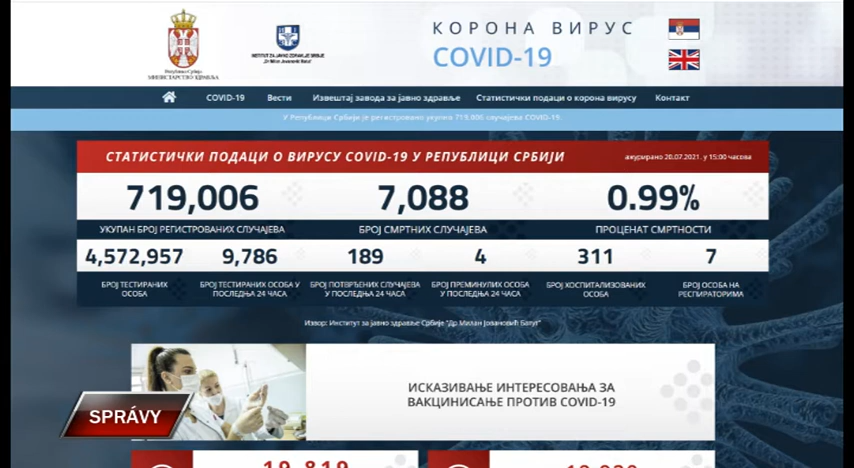 КОРОНА ВИРУС
COVID-19
Република Србија
МИНИСТАРСТВО ЗДРАВЉА
COVID-19 Вести Извештај завода за јавно здравље Статистички подаци о корона вирусу Контакт
У Републици Србији је регистровано укупно 719.006 случајева COVID-19.
СТАТИСТИЧКИ ПОДАЦИ О ВИРУСУ COVID-19 У РЕПУБЛИЦИ СРБИЈИ
ажурирано 20.07.2021. у 15:00 часова
719,006 7,088 0.99%
УКУПАН БРОЈ РЕГИСТРОВАНИХ СЛУЧАЈЕВА БРОЈ СМРТНИХ СЛУЧАЈЕВА ПРОЦЕНАТ СМРТНОСТИ
4,572,957 9,786 189 4 311 7
БРОЈ ТЕСТИРАНИХ ОСОБА
БРОЈ ТЕСТИРАНИХ ОСОБА У ПОСЛЕДЊА 24 ЧАСА
БРОЈ ПОТВРЂЕНИХ СЛУЧАЈЕВА У ПОСЛЕДЊА 24 ЧАСА
БРОЈ ПРЕМИНУЛИХ ОСОБА У ПОСЛЕДЊА 24 ЧАСА
БРОЈ ХОСПИТАЛИЗОВАНИХ ОСОБА
БРОЈ ОСОБА НА РЕСПИРАТОРИМА
Извор: Институт за јавно здравље Србије "Др Милан Јовановић Батут"
ИСКАЗИВАЊЕ ИНТЕРЕСОВАЊА ЗА
ВАКЦИНИСАЊЕ ПРОТИВ COVID-19
SPRÁVY